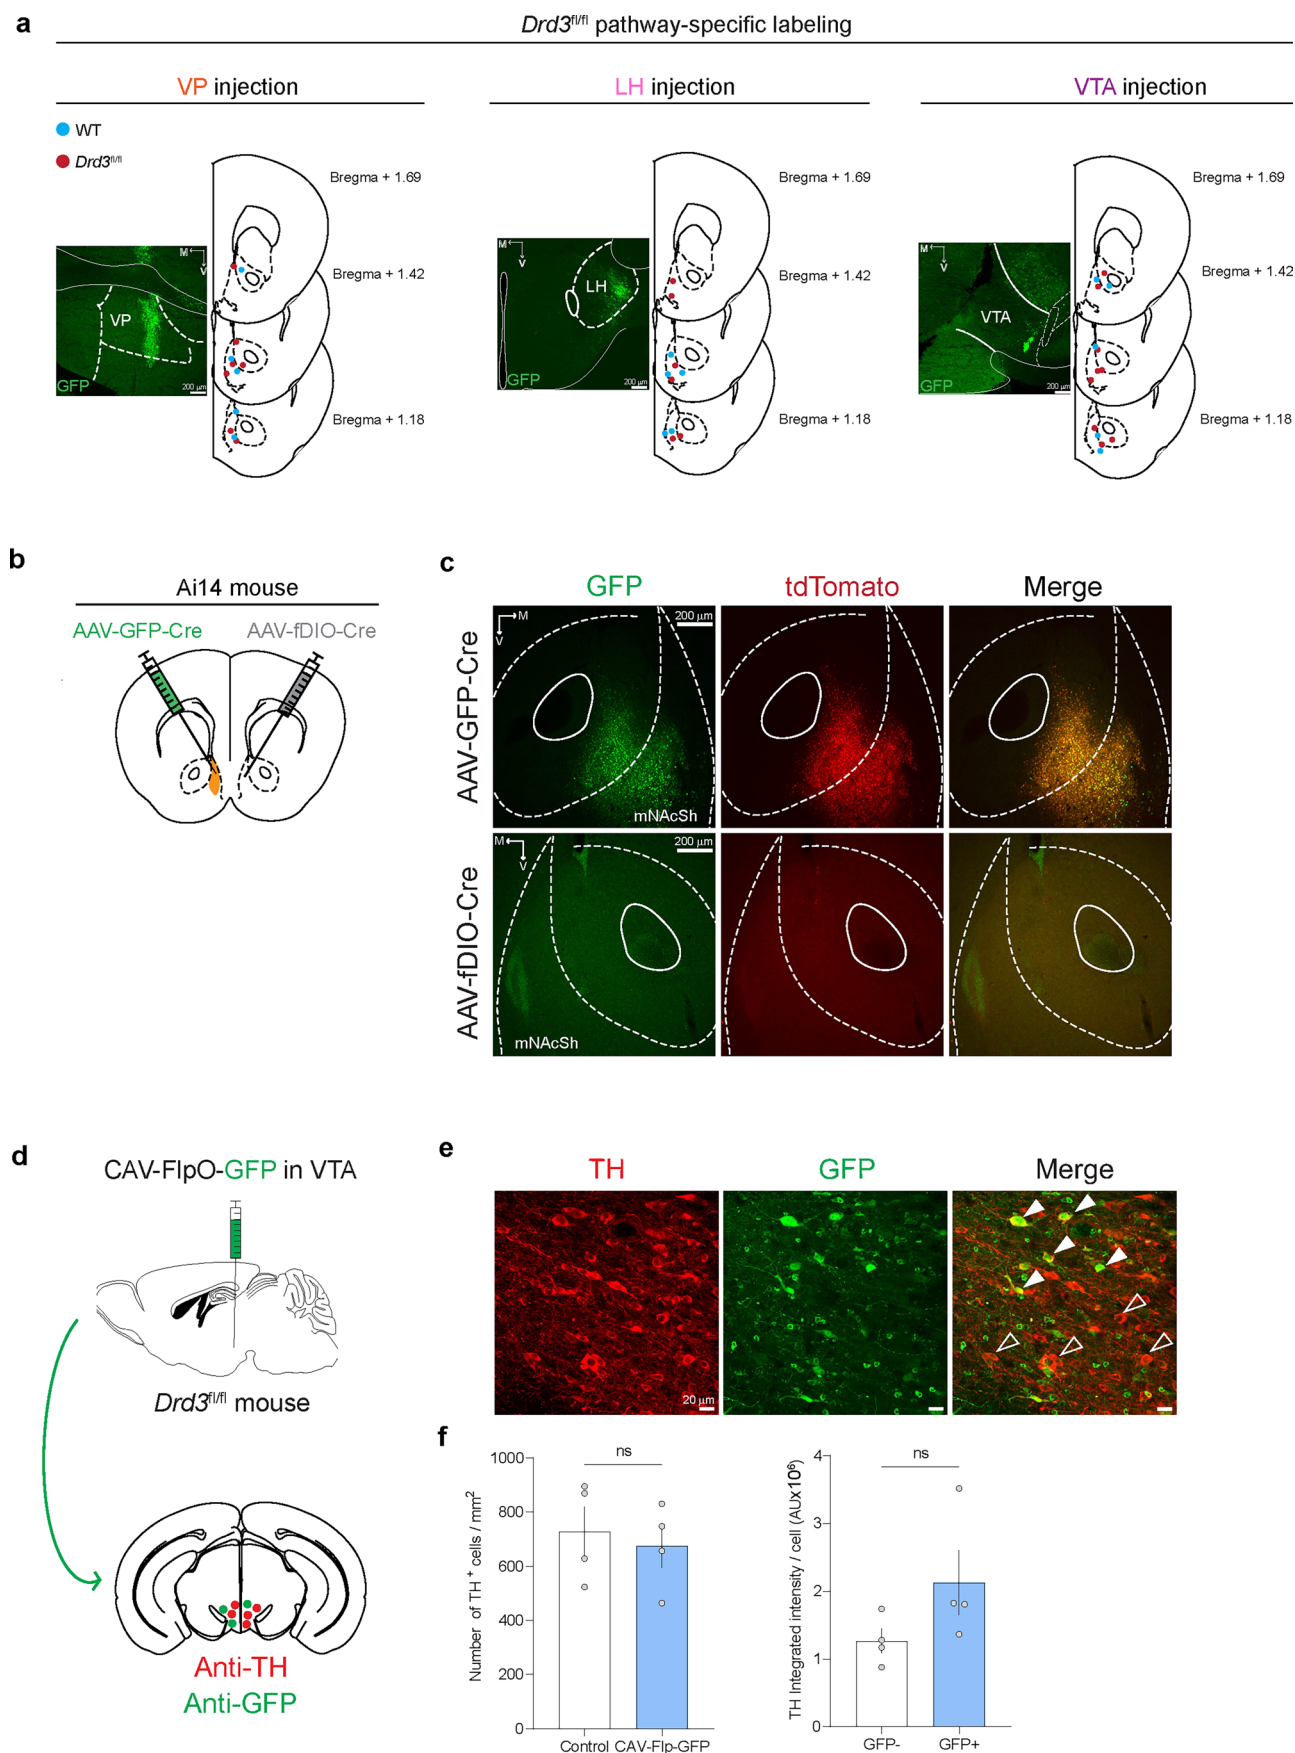 a
Drd3fl/fl pathway-specific labeling
VP injection
LH injection
VTA injection
WT
Drd3fl/fl
Bregma + 1.69
Bregma + 1.42
Bregma + 1.18
M
V
VP
GFP
200 µm
Bregma + 1.69
Bregma + 1.42
Bregma + 1.18
M
V
LH
GFP
200 µm
Bregma + 1.69
Bregma + 1.42
Bregma + 1.18
M
V
VTA
GFP
200 µm
b
Ai14 mouse
AAV-GFP-Cre
AAV-fDIO-Cre
c
GFP
tdTomato
Merge
AAV-GFP-Cre
M
V
200 µm
mNAcSh
AAV-fDIO-Cre
M
V
200 µm
mNAcSh
d
CAV-FlpO-GFP in VTA
Drd3fl/fl mouse
Anti-TH
Anti-GFP
e
TH
GFP
Merge
20 µm
f
Number of TH + cells / mm2
1000
800
600
400
200
0
ns
Control
CAV-Flp-GFP
TH Integrated intensity / cell (AUx10⁶)
4
3
2
1
0
ns
GFP-
GFP+